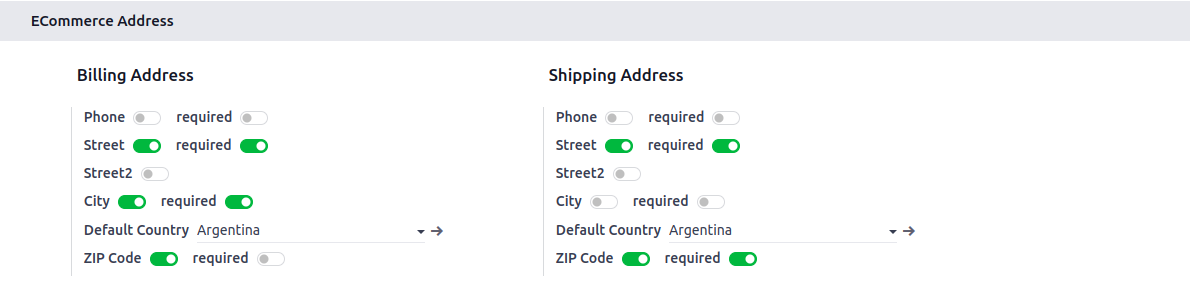 ECommerce Address
Billing Address
Phone required
Street required
Street2
City required
Default Country Argentina
ZIP Code required
Shipping Address
Phone required
Street required
Street2
City required
Default Country Argentina
ZIP Code required